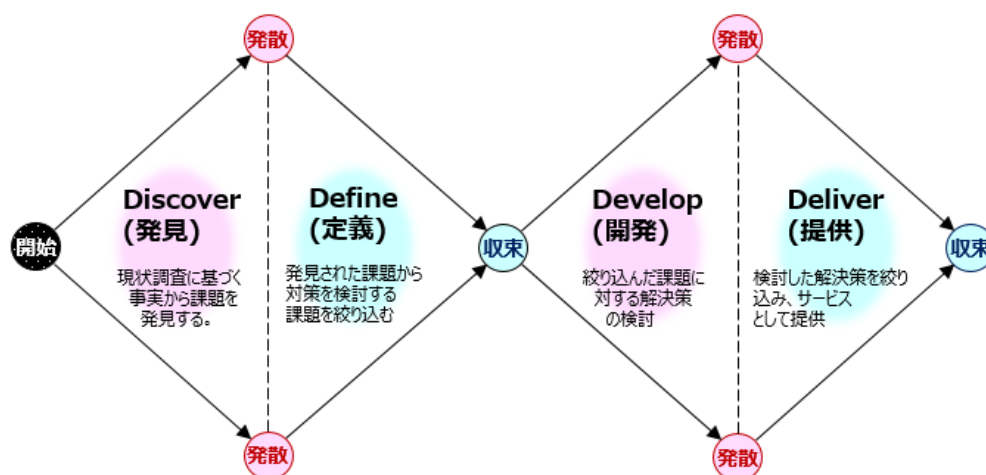 発散
発散
開始
Discover
(発見)
現状調査に基づく
事実から課題を
発見する。
Define
(定義)
発見された課題から
対策を検討する
課題を絞り込む
収束
Develop
(開発)
絞り込んだ課題に
対する解決策
の検討
Deliver
(提供)
検討した解決策を絞り
込み、サービス
として提供
収束
発散
発散